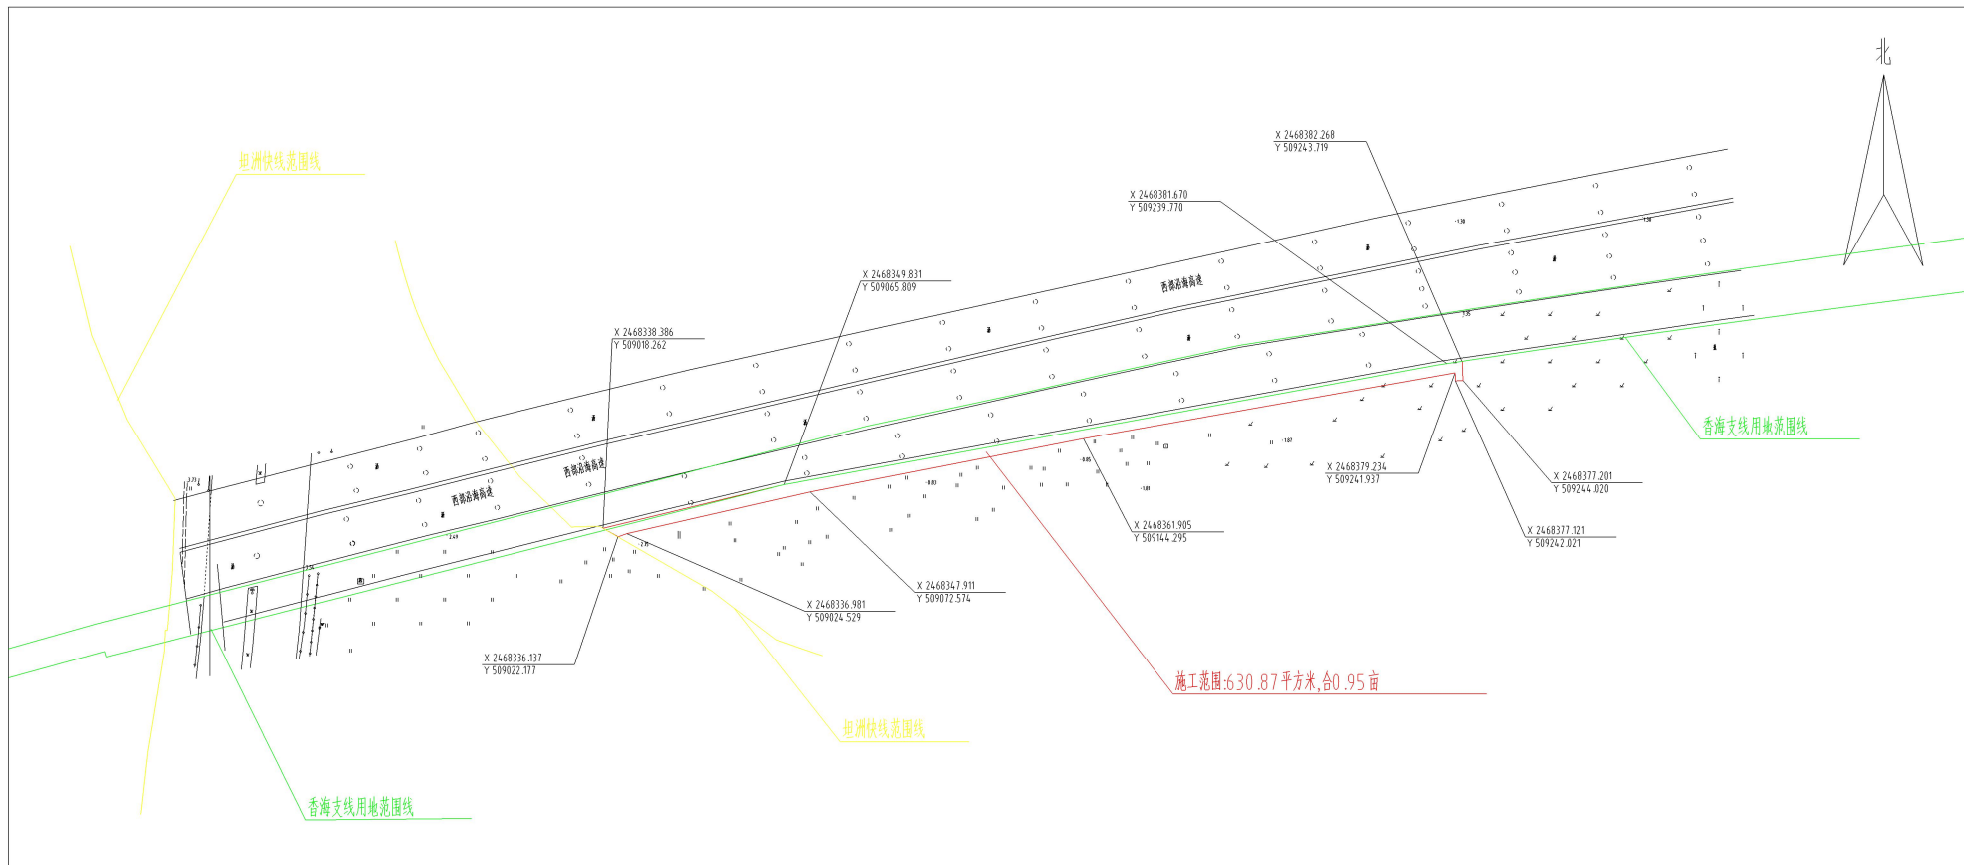 北
X 2468382.268
Y 509243.719
坦洲快线范围线
X 2468381.670
Y 509239.770
X 2468349.831
Y 509065.809
西部沿海高速
X 2468338.386
Y 509018.262
香海支线用地范围线
西部沿海高速
X 2468379.234
Y 509241.937
X 2468377.201
Y 509244.020
西部沿海高速
X 2468361.905
Y 509144.295
X 2468377.121
Y 509242.021
X 2468347.911
Y 509072.574
X 2468336.981
Y 509024.529
X 2468336.137
Y 509022.177
施工范围:630.87平方米,合0.95亩
坦洲快线范围线
香海支线用地范围线